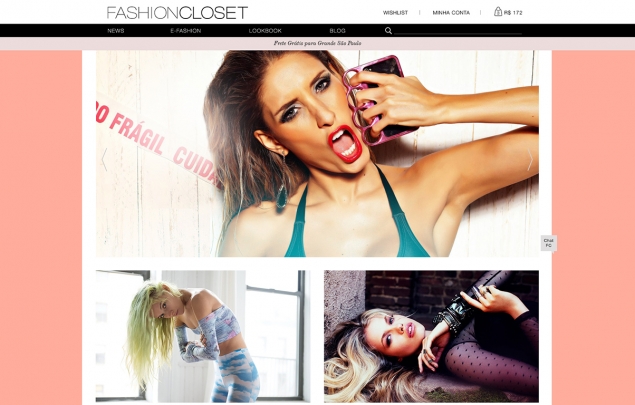 FASHIONCLOSET
WISHLIST | MINHA CONTA | R$ 172
NEWS E-FASHION LOOKBOOK BLOG
Frete Grátis para Grande São Paulo
DO FRÁGIL CUIDA
Chat
FC